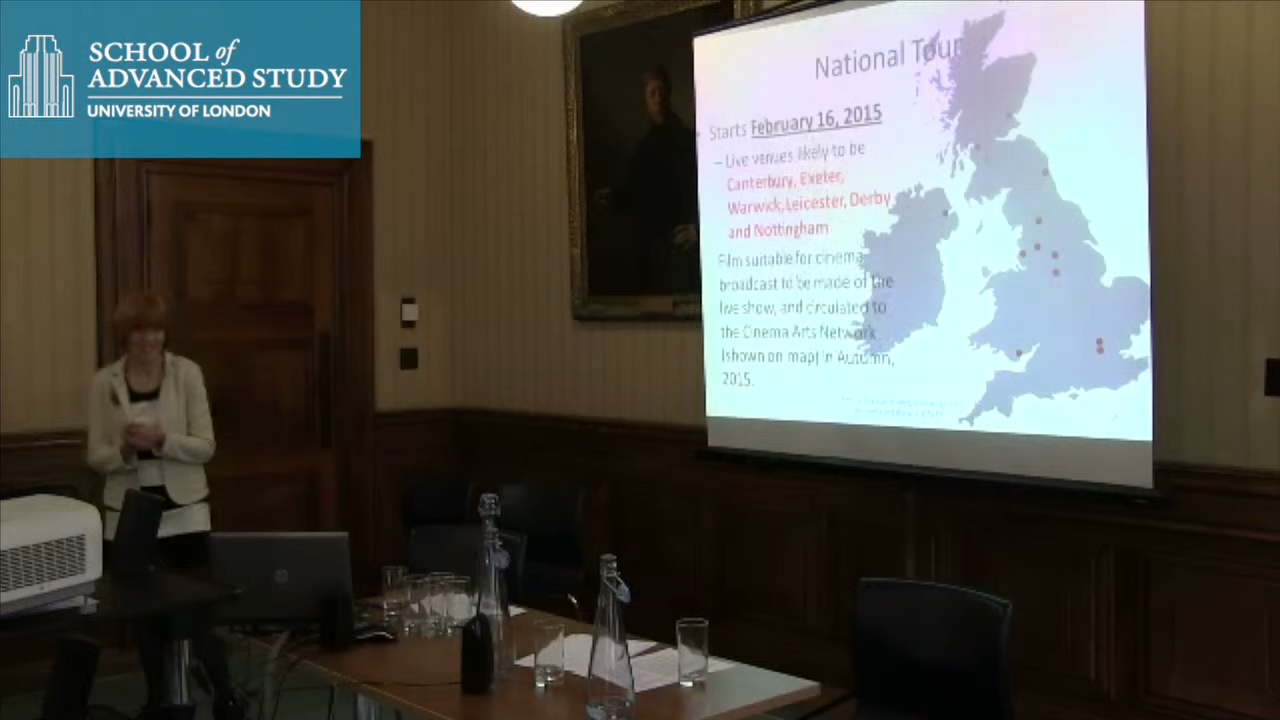 SCHOOL of
ADVANCED STUDY
UNIVERSITY OF LONDON
National Tour
Starts February 16, 2015
– Live venues likely to be
Canterbury, Exeter,
Warwick,Leicester, Derby
and Nottingham
Film suitable for cinema
broadcast to be made of the
live show, and circulated to
the Cinema Arts Network
(shown on map) in Autumn,
2015.